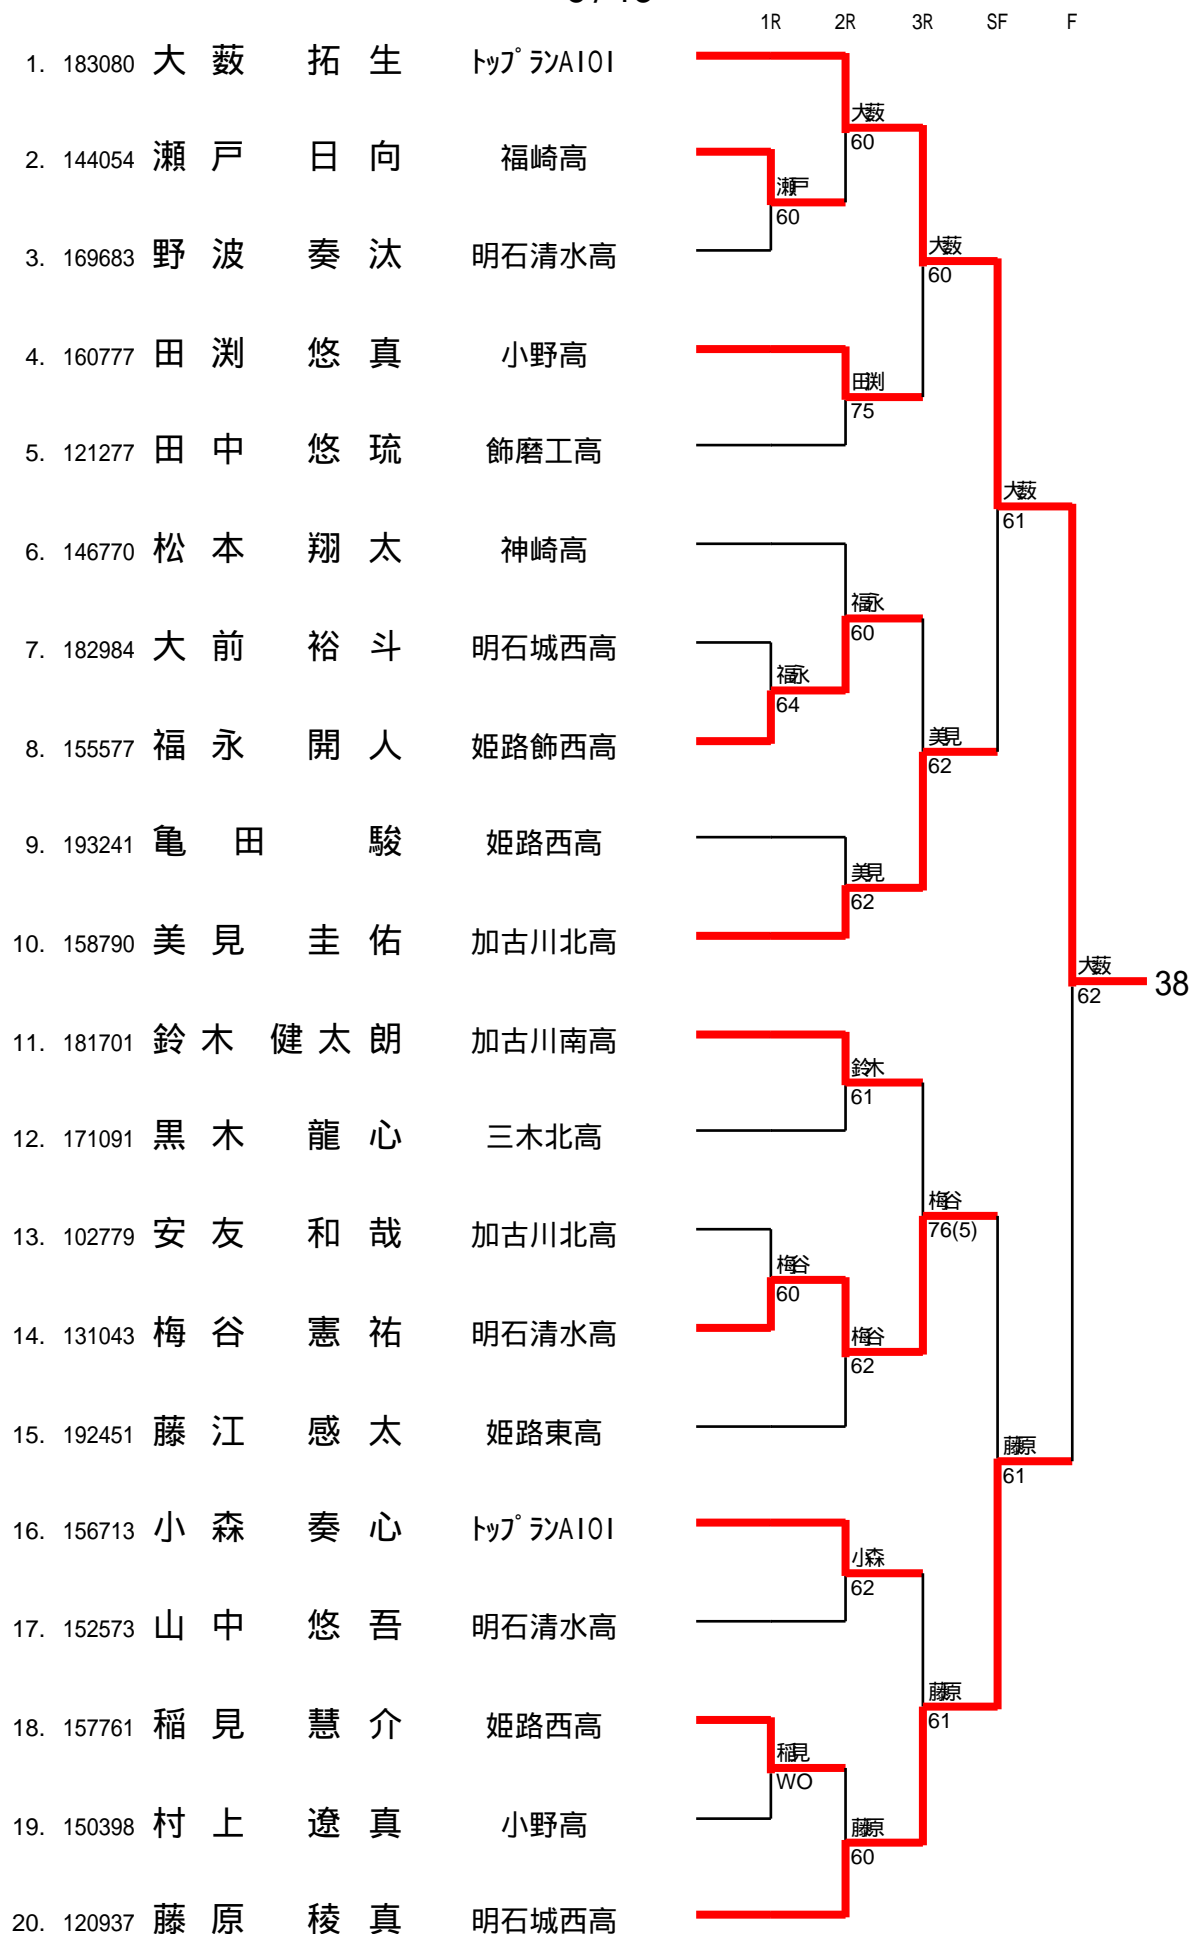 1R 2R 3R SF F
1. 183080 大 薮 拓 生 トップランAIOI
大薮
60
2. 144054 瀬 戸 日 向 福崎高
瀬戸
60
3. 169683 野 波 奏 汰 明石清水高
大薮
60
4. 160777 田 渕 悠 真 小野高
田渕
75
5. 121277 田 中 悠 琉 飾磨工高
大薮
61
6. 146770 松 本 翔 太 神崎高
福永
60
7. 182984 大 前 裕 斗 明石城西高
福永
64
8. 155577 福 永 開 人 姫路飾西高
美見
62
9. 193241 亀 田 駿 姫路西高
美見
62
10. 158790 美 見 圭 佑 加古川北高
大薮
62
38
11. 181701 鈴 木 健 太 朗 加古川南高
鈴木
61
12. 171091 黒 木 龍 心 三木北高
梅谷
76(5)
13. 102779 安 友 和 哉 加古川北高
梅谷
60
14. 131043 梅 谷 憲 祐 明石清水高
梅谷
62
15. 192451 藤 江 感 太 姫路東高
藤原
61
16. 156713 小 森 奏 心 トップランAIOI
小森
62
17. 152573 山 中 悠 吾 明石清水高
藤原
61
18. 157761 稲 見 慧 介 姫路西高
稲見
WO
19. 150398 村 上 遼 真 小野高
藤原
60
20. 120937 藤 原 稜 真 明石城西高